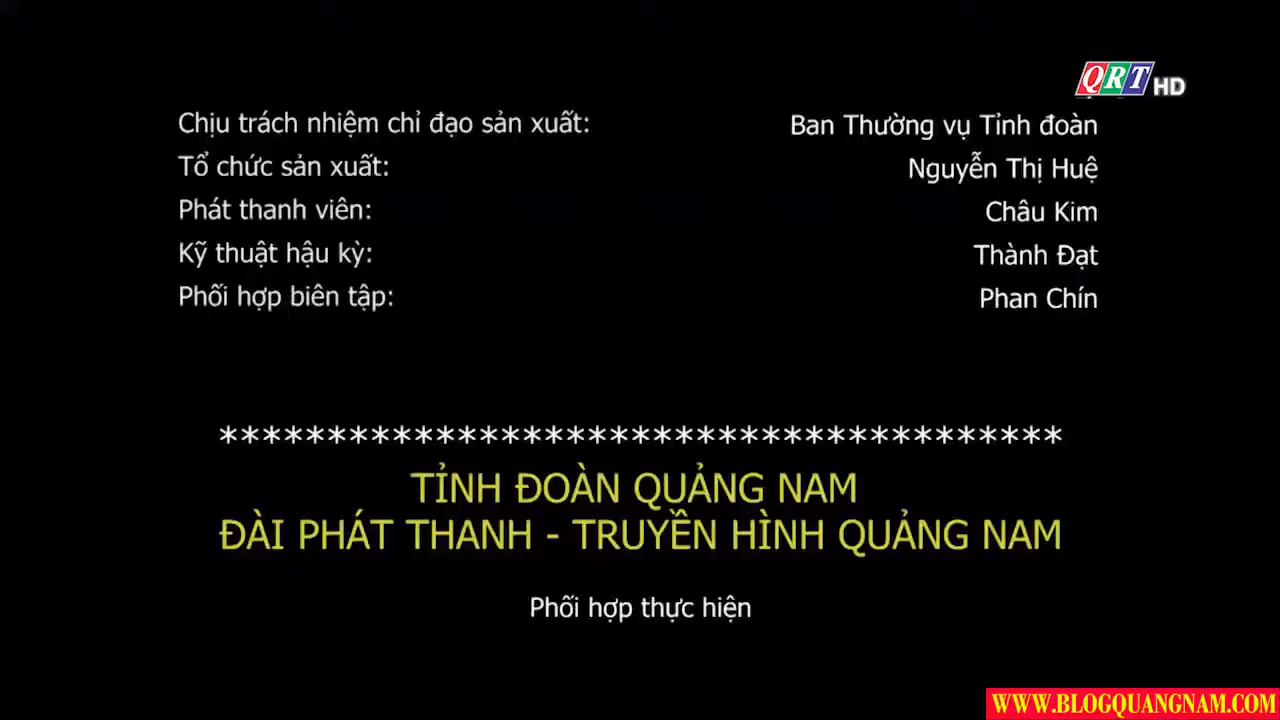 QRT HD
Chịu trách nhiệm chỉ đạo sản xuất: Ban Thường vụ Tỉnh đoàn
Tổ chức sản xuất: Nguyễn Thị Huệ
Phát thanh viên: Châu Kim
Kỹ thuật hậu kỳ: Thành Đạt
Phối hợp biên tập: Phan Chín
***************************************
TỈNH ĐOÀN QUẢNG NAM
ĐÀI PHÁT THANH - TRUYỀN HÌNH QUẢNG NAM
Phối hợp thực hiện
WWW.BLOGQUANGNAM.COM